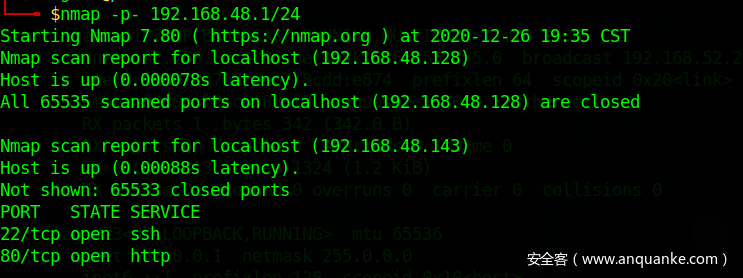 $nmap -p- 192.168.48.1/24
Starting Nmap 7.80 ( https://nmap.org ) at 2020-12-26 19:35 CST
Nmap scan report for localhost (192.168.48.128)
Host is up (0.000078s latency).
All 65535 scanned ports on localhost (192.168.48.128) are closed
Nmap scan report for localhost (192.168.48.143)
Host is up (0.00088s latency).
Not shown: 65533 closed ports
PORT   STATE SERVICE
22/tcp open  ssh
80/tcp open  http
安全客（www.anquanke.com）